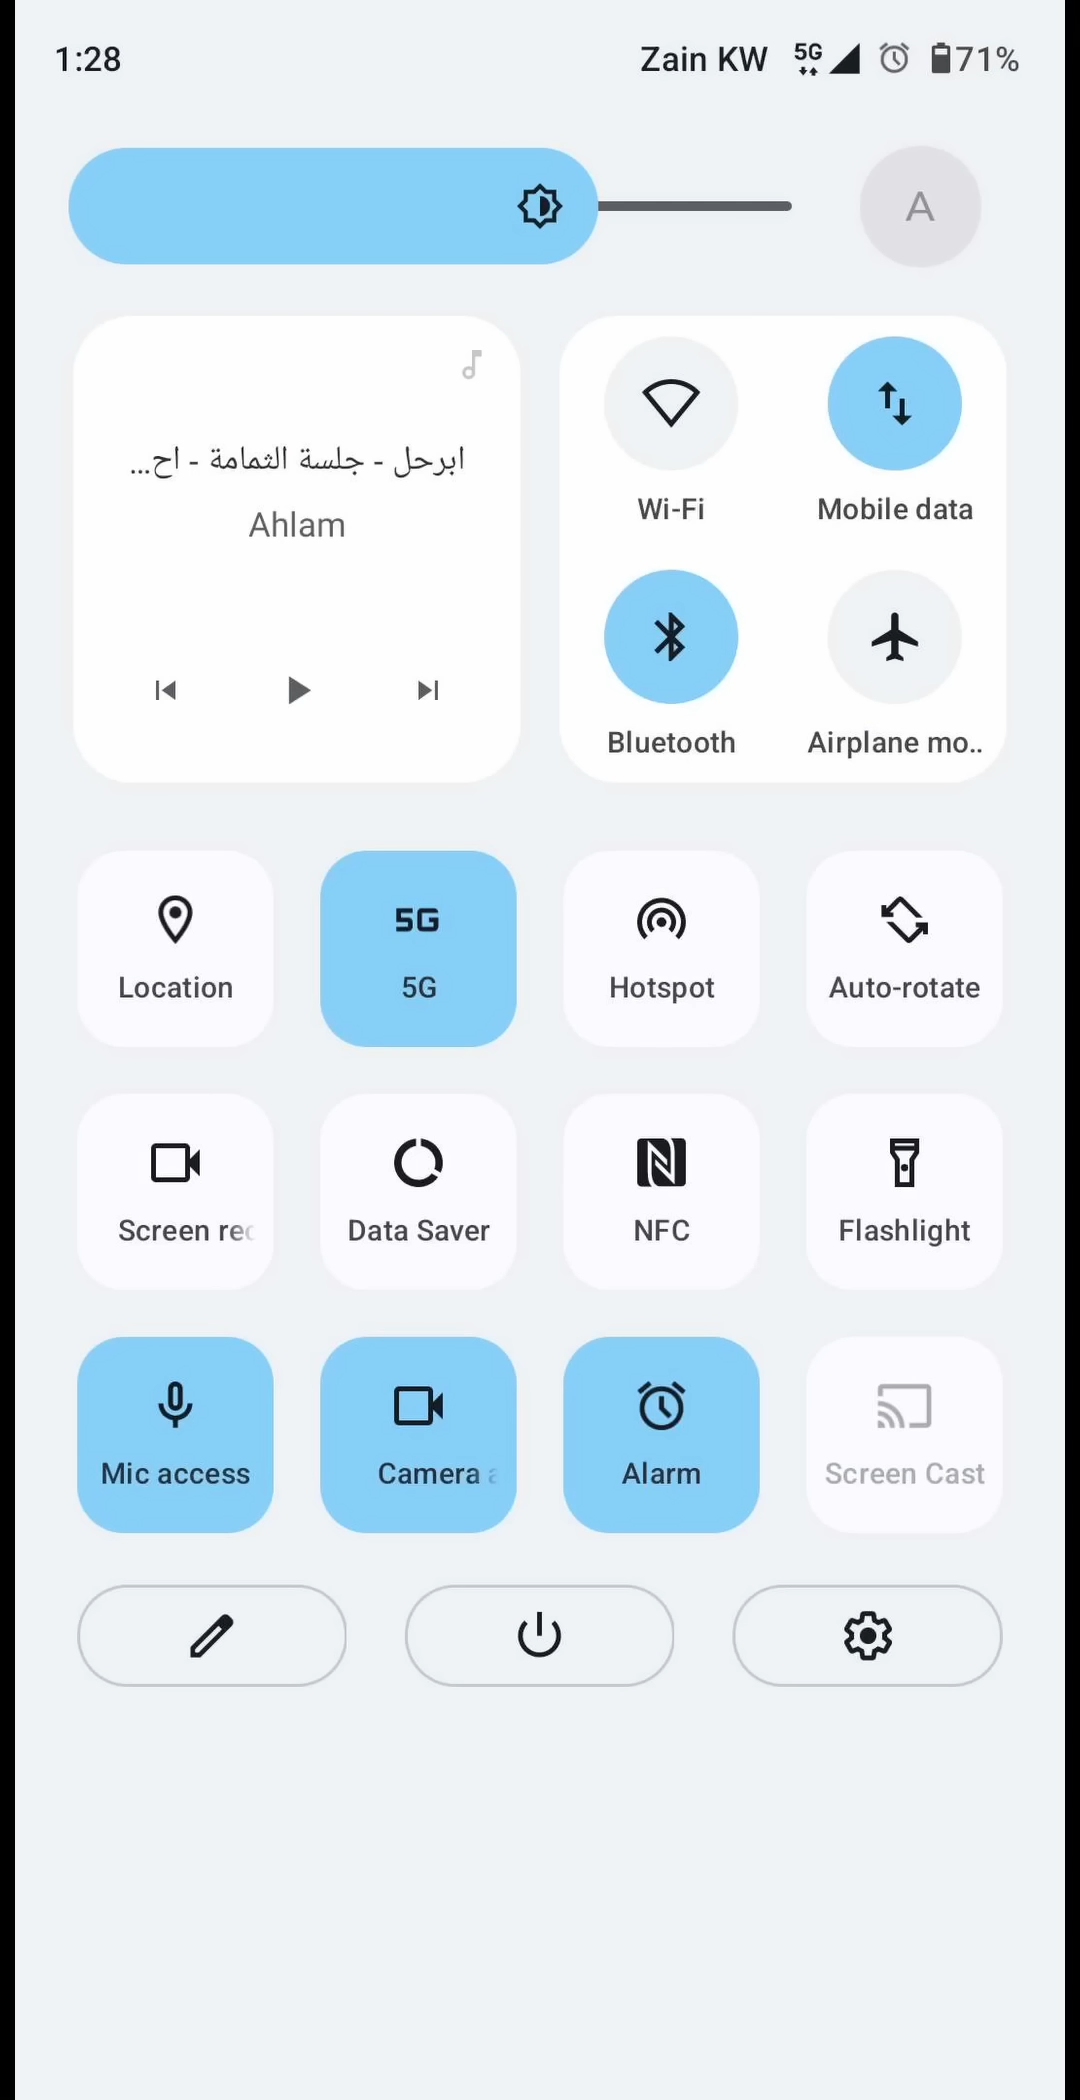 1:28 Zain KW 5G 71%
A
ابرحل - جلسة الثمامة - اح...
Ahlam
Wi-Fi Mobile data
Bluetooth Airplane mo..
5G
Location 5G Hotspot Auto-rotate
Screen rec Data Saver NFC Flashlight
Mic access Camera a Alarm Screen Cast